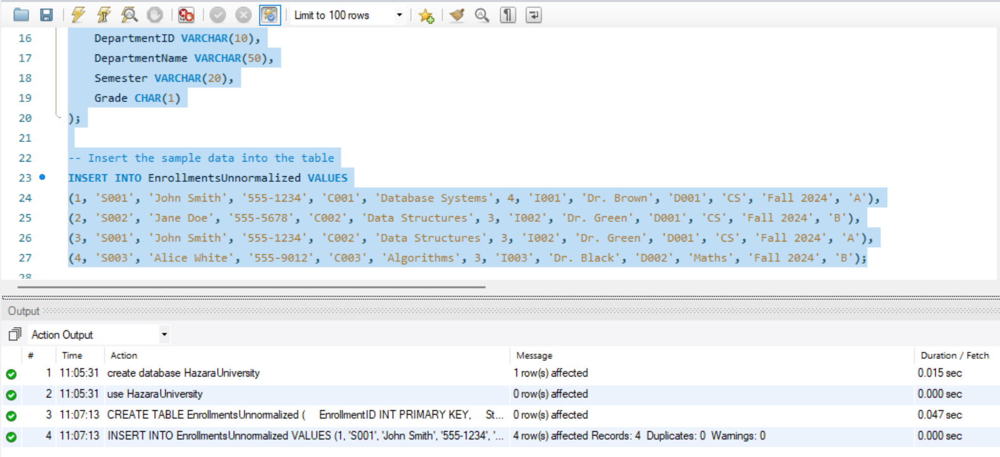 Limit to 100 rows
16 DepartmentID VARCHAR(10),
17 DepartmentName VARCHAR(50),
18 Semester VARCHAR(20),
19 Grade CHAR(1)
20 );
21
22 -- Insert the sample data into the table
23 INSERT INTO EnrollmentsUnnormalized VALUES
24 (1, 'S001', 'John Smith', '555-1234', 'C001', 'Database Systems', 4, 'I001', 'Dr. Brown', 'D001', 'CS', 'Fall 2024', 'A'),
25 (2, 'S002', 'Jane Doe', '555-5678', 'C002', 'Data Structures', 3, 'I002', 'Dr. Green', 'D001', 'CS', 'Fall 2024', 'B'),
26 (3, 'S001', 'John Smith', '555-1234', 'C002', 'Data Structures', 3, 'I002', 'Dr. Green', 'D001', 'CS', 'Fall 2024', 'A'),
27 (4, 'S003', 'Alice White', '555-9012', 'C003', 'Algorithms', 3, 'I003', 'Dr. Black', 'D002', 'Maths', 'Fall 2024', 'B');
28
Output
Action Output
# Time Action Message Duration / Fetch
1 11:05:31 create database HazaraUniversity 1 row(s) affected 0.015 sec
2 11:05:31 use HazaraUniversity 0 row(s) affected 0.000 sec
3 11:07:13 CREATE TABLE EnrollmentsUnnormalized ( EnrollmentID INT PRIMARY KEY, St... 0 row(s) affected 0.047 sec
4 11:07:13 INSERT INTO EnrollmentsUnnormalized VALUES (1, 'S001', 'John Smith', '555-1234', '... 4 row(s) affected Records: 4 Duplicates: 0 Warnings: 0 0.000 sec